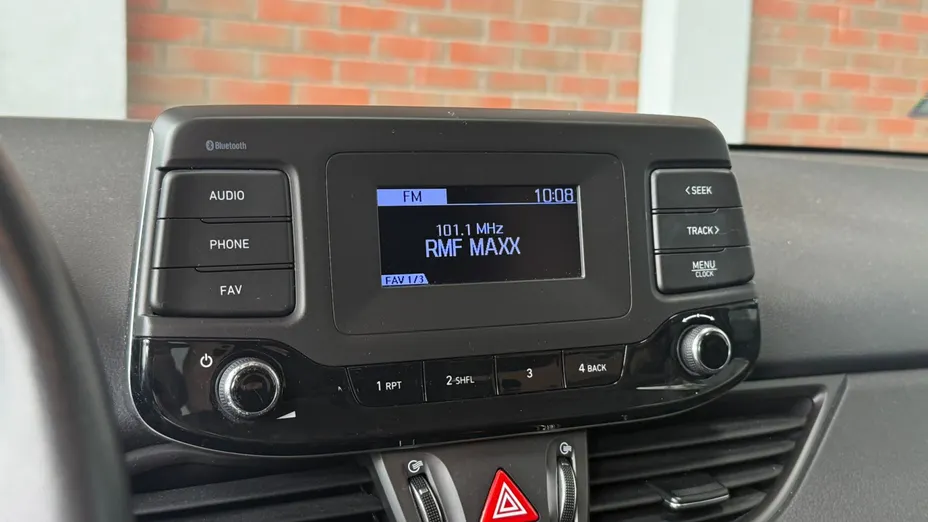 Bluetooth
AUDIO
PHONE
FAV
FM 10:08
101.1 MHz
RMF MAXX
FAV 1/3
< SEEK
TRACK >
MENU
CLOCK
1 RPT
2-SHFL
3
4 BACK